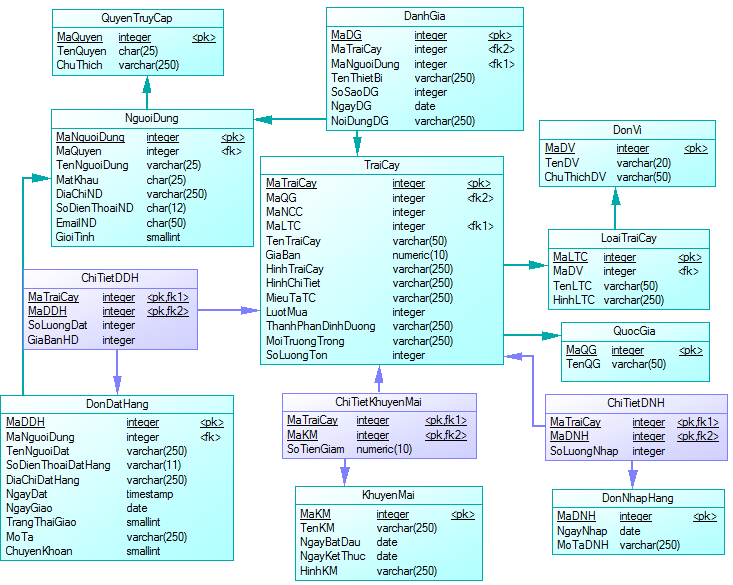 QuyenTruyCap
MaQuyen integer <pk>
TenQuyen char(25)
ChuThich varchar(250)
DanhGia
MaDG integer <pk>
MaTraiCay integer <fk2>
MaNguoiDung integer <fk1>
TenThietBi varchar(250)
SoSaoDG integer
NgayDG date
NoiDungDG varchar(250)
NguoiDung
MaNguoiDung integer <pk>
MaQuyen integer <fk>
TenNguoiDung varchar(25)
MatKhau char(25)
DiaChiND varchar(250)
SoDienThoaiND char(12)
EmailND char(50)
GioiTinh smallint
DonVi
MaDV integer <pk>
TenDV varchar(20)
ChuThichDV varchar(50)
TraiCay
MaTraiCay integer <pk>
MaQG integer <fk2>
MaNCC integer
MaLTC integer <fk1>
TenTraiCay varchar(50)
GiaBan numeric(10)
HinhTraiCay varchar(250)
HinhChiTiet varchar(250)
MieuTaTC varchar(250)
LuotMua integer
ThanhPhanDinhDuong varchar(250)
MoiTruongTrong varchar(250)
SoLuongTon integer
LoaiTraiCay
MaLTC integer <pk>
MaDV integer <fk>
TenLTC varchar(50)
HinhLTC varchar(250)
ChiTietDDH
MaTraiCay integer <pk,fk1>
MaDDH integer <pk,fk2>
SoLuongDat integer
GiaBanHD integer
QuocGia
MaQG integer <pk>
TenQG varchar(50)
DonDatHang
MaDDH integer <pk>
MaNguoiDung integer <fk>
TenNguoiDat varchar(250)
SoDienThoaiDatHang varchar(11)
DiaChiDatHang varchar(250)
NgayDat timestamp
NgayGiao date
TrangThaiGiao smallint
MoTa varchar(250)
ChuyenKhoan smallint
ChiTietKhuyenMai
MaTraiCay integer <pk,fk1>
MaKM integer <pk,fk2>
SoTienGiam numeric(10)
ChiTietDNH
MaTraiCay integer <pk,fk1>
MaDNH integer <pk,fk2>
SoLuongNhap integer
KhuyenMai
MaKM integer <pk>
TenKM varchar(250)
NgayBatDau date
NgayKetThuc date
HinhKM varchar(250)
DonNhapHang
MaDNH integer <pk>
NgayNhap date
MoTaDNH varchar(250)